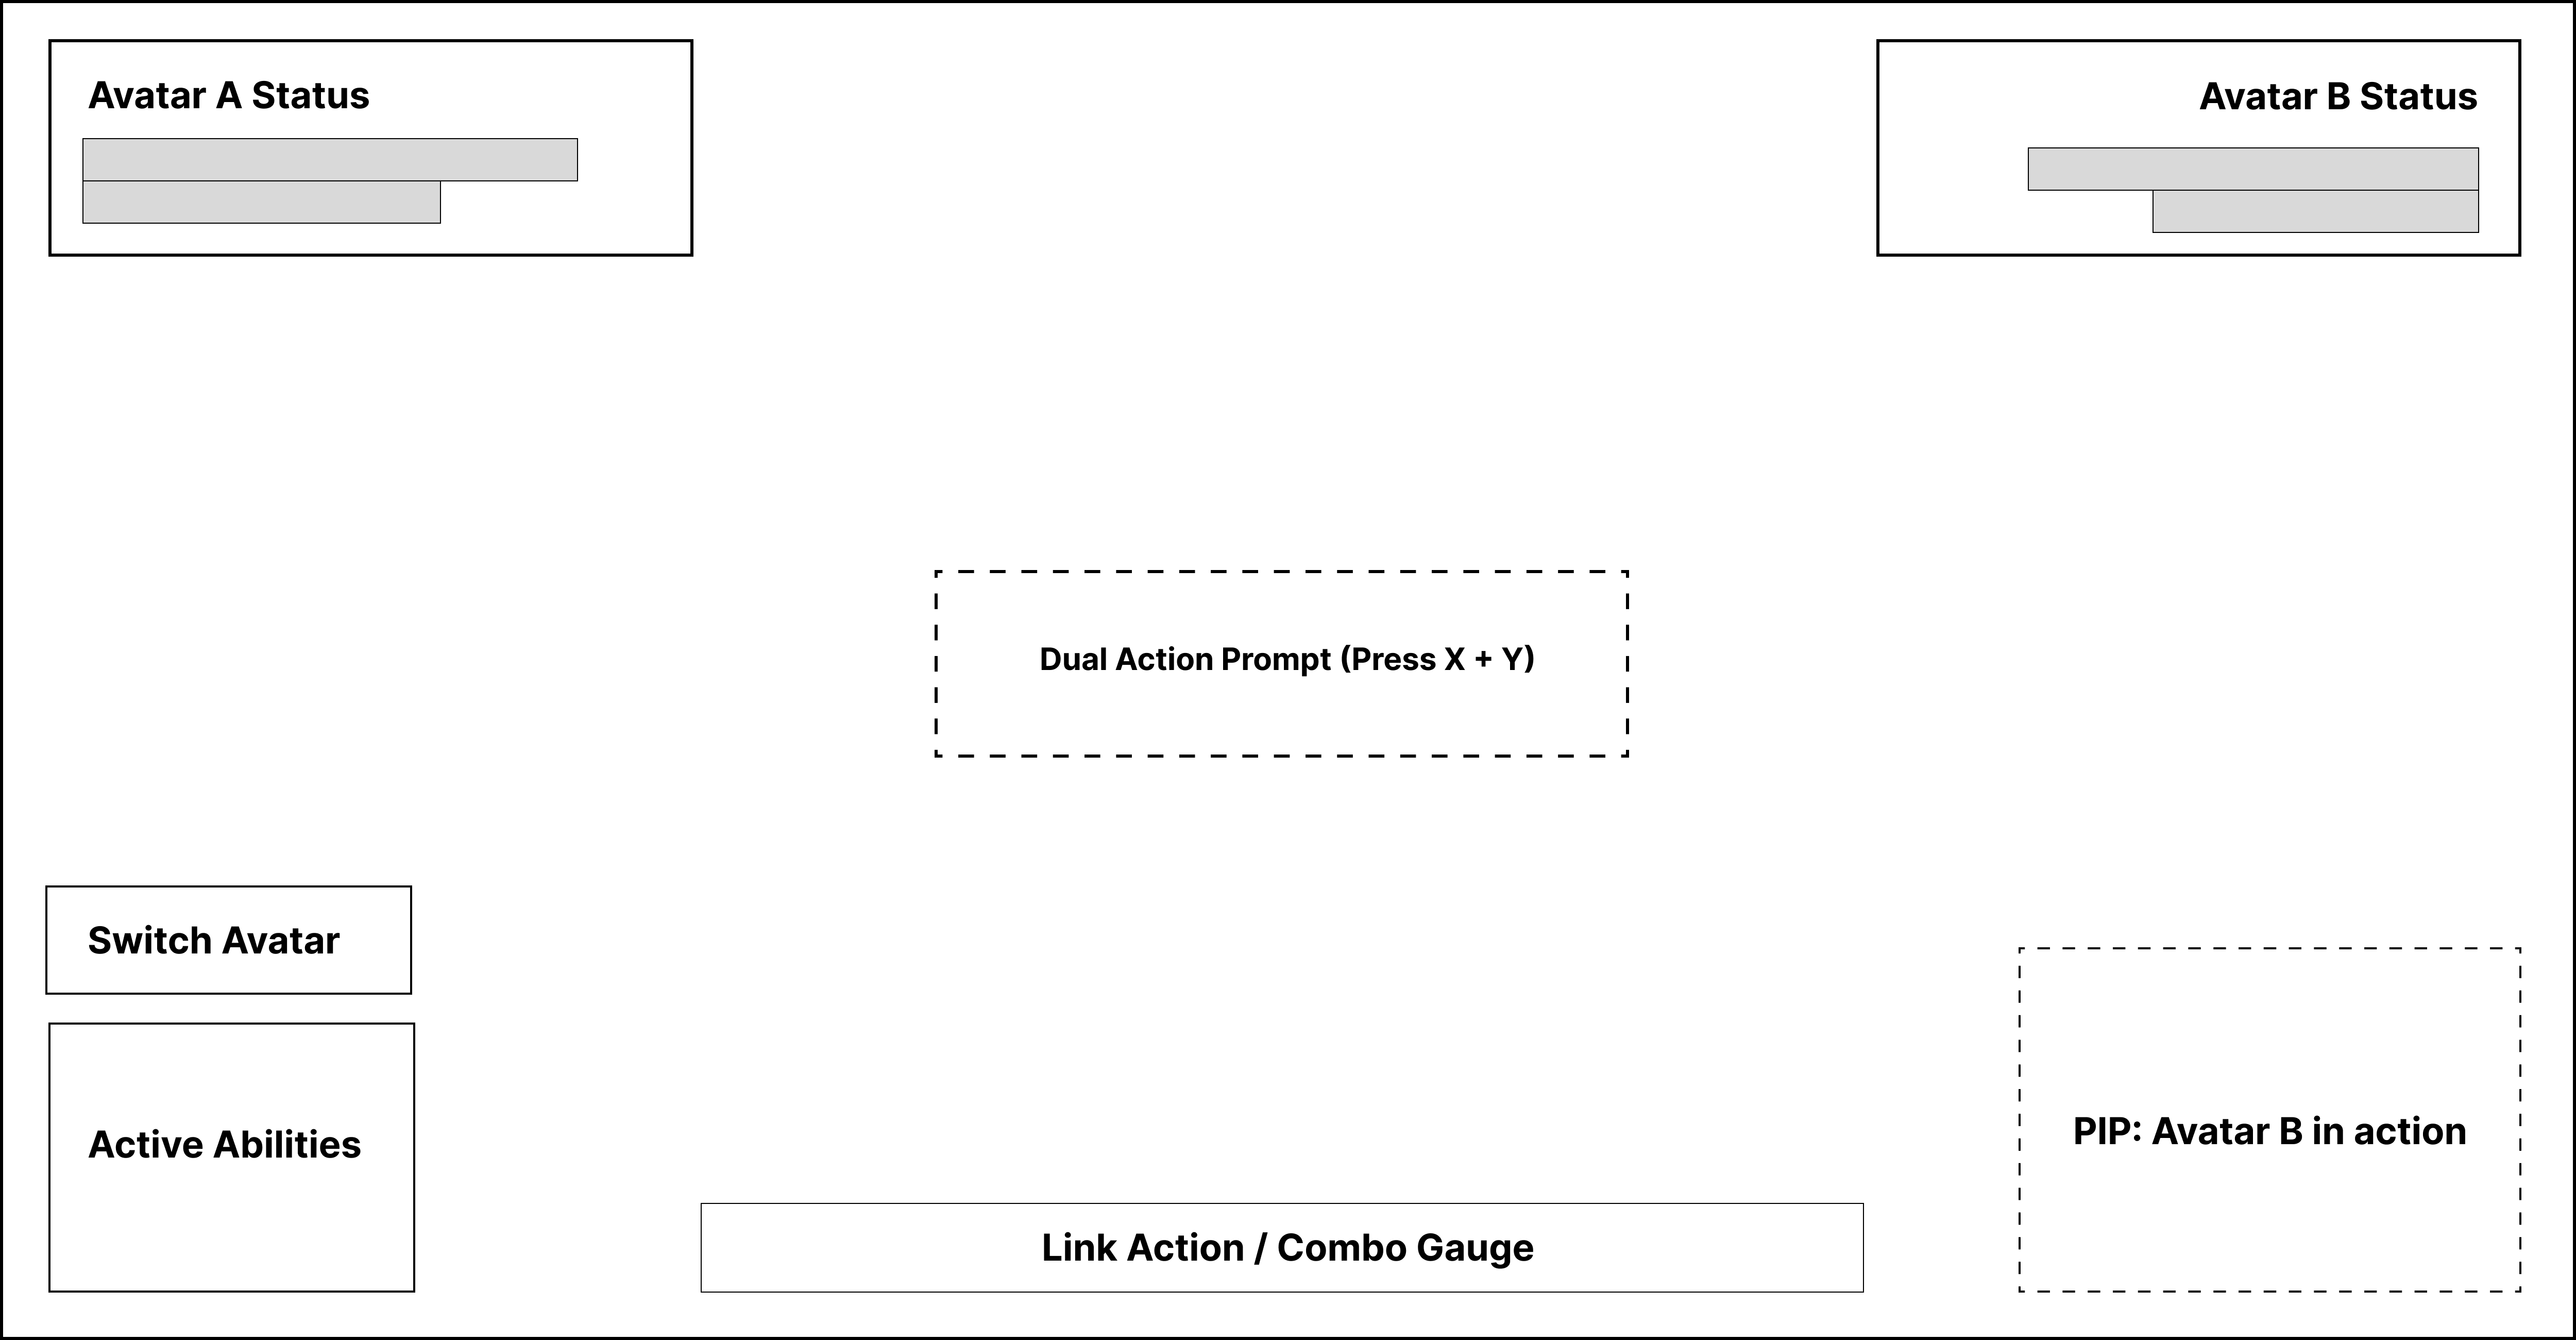 Avatar A Status
Avatar B Status
Dual Action Prompt (Press X + Y)
Switch Avatar
Active Abilities
PIP: Avatar B in action
Link Action / Combo Gauge